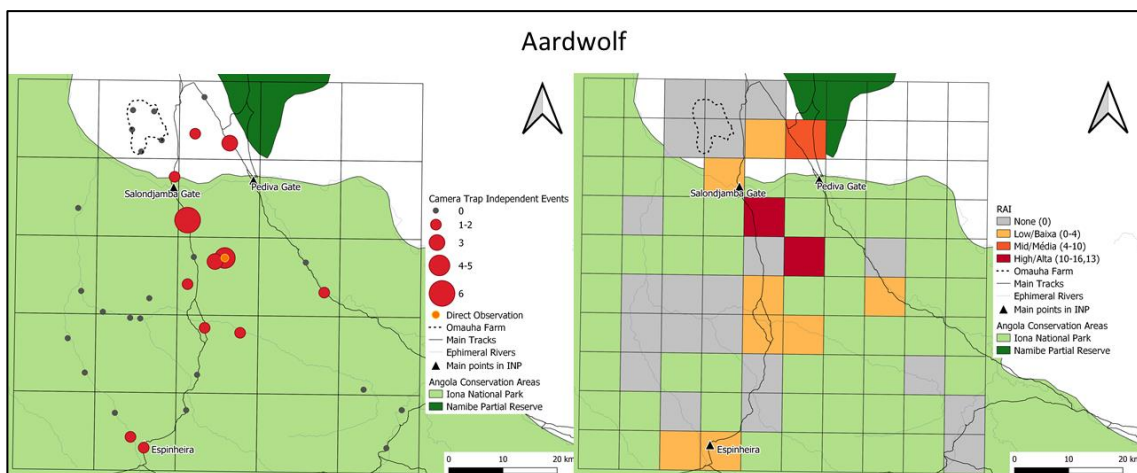 Aardwolf
Salondjamba Gate
Pediva Gate
Espinheira
Camera Trap Independent Events
0
1-2
3
4-5
6
Direct Observation
Omauha Farm
Main Tracks
Ephimeral Rivers
Main points in INP
Angola Conservation Areas
Iona National Park
Namibe Partial Reserve
0 10 20 km
Salondjamba Gate
Pediva Gate
Espinheira
RAI
None (0)
Low/Baixa (0-4)
Mid/Média (4-10)
High/Alta (10-16,13)
Omauha Farm
Main Tracks
Ephimeral Rivers
Main points in INP
Angola Conservation Areas
Iona National Park
Namibe Partial Reserve
0 10 20 km